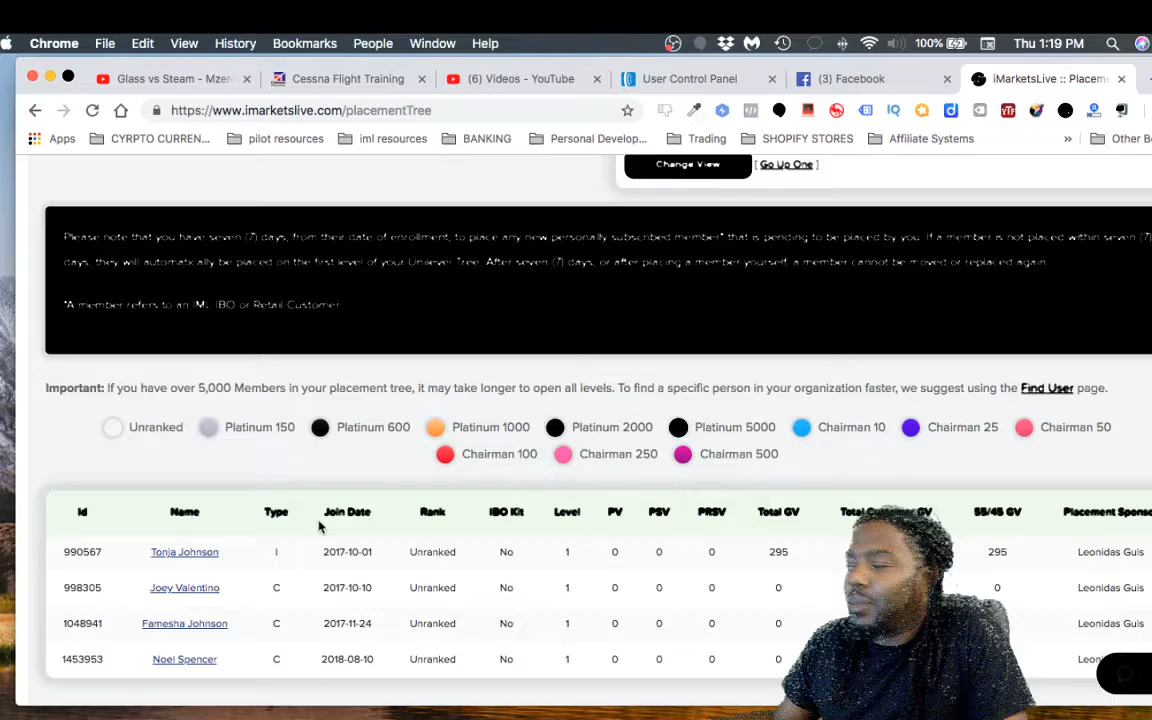 Chrome File Edit View History Bookmarks People Window Help 100% Thu 1:19 PM
Glass vs Steam - Mzer Cessna Flight Training (6) Videos - YouTube User Control Panel (3) Facebook iMarketsLive :: Placem
https://www.imarketslive.com/placementTree
Apps CYRPTO CURREN... pilot resources iml resources BANKING Personal Develop... Trading SHOPIFY STORES Affiliate Systems » Other B
Change View [ Go Up One ]
Please note that you have seven (7) days, from their date of enrollment, to place any new personally subscribed member* that is pending to be placed by you. If a member is not placed within seven (7)
days, they will automatically be placed on the first level of your Unilevel Tree. After seven (7) days, or after placing a member yourself, a member cannot be moved or replaced again.
*A member refers to an IML IBO or Retail Customer
Important: If you have over 5,000 Members in your placement tree, it may take longer to open all levels. To find a specific person in your organization faster, we suggest using the Find User page.
Unranked Platinum 150 Platinum 600 Platinum 1000 Platinum 2000 Platinum 5000 Chairman 10 Chairman 25 Chairman 50
Chairman 100 Chairman 250 Chairman 500
Id Name Type Join Date Rank IBO Kit Level PV PSV PRSV Total GV Total Customer GV 55/45 GV Placement Sponso
990567 Tonja Johnson I 2017-10-01 Unranked No 1 0 0 0 295 295 Leonidas Guis
998305 Joey Valentino C 2017-10-10 Unranked No 1 0 0 0 0 0 Leonidas Guis
1048941 Famesha Johnson C 2017-11-24 Unranked No 1 0 0 0 0 0 Leonidas Guis
1453953 Noel Spencer C 2018-08-10 Unranked No 1 0 0 0 0 0 Leon